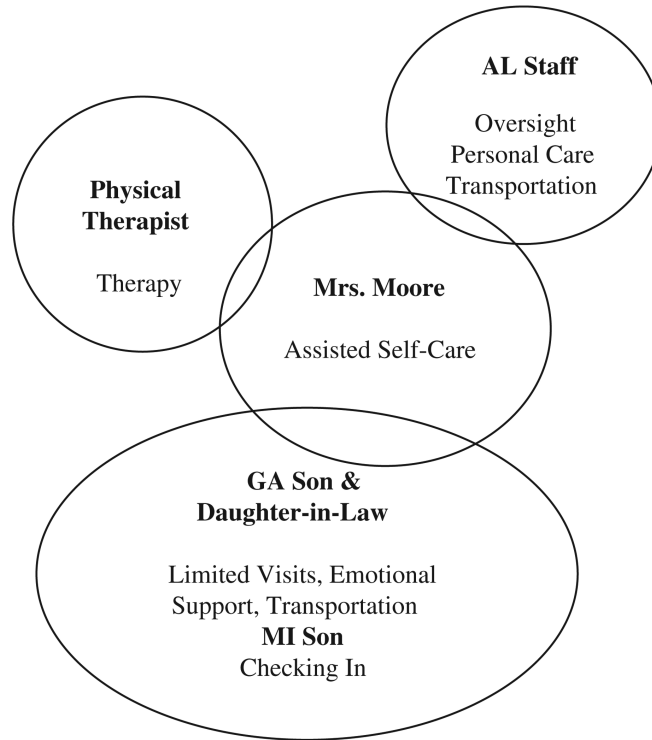 AL Staff
Oversight
Personal Care
Transportation
Physical
Therapist
Therapy
Mrs. Moore
Assisted Self-Care
GA Son &
Daughter-in-Law
Limited Visits, Emotional
Support, Transportation
MI Son
Checking In